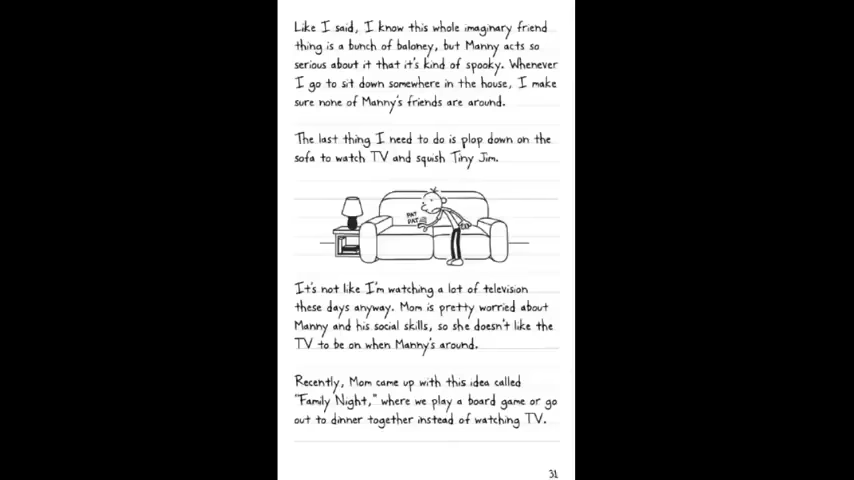 Like I said, I know this whole imaginary friend
thing is a bunch of baloney, but Manny acts so
serious about it that it's kind of spooky. Whenever
I go to sit down somewhere in the house, I make
sure none of Manny's friends are around.
The last thing I need to do is plop down on the
sofa to watch TV and squish Tiny Jim.
PAT
PAT
It's not like I'm watching a lot of television
these days anyway. Mom is pretty worried about
Manny and his social skills, so she doesn't like the
TV to be on when Manny's around.
Recently, Mom came up with this idea called
"Family Night," where we play a board game or go
out to dinner together instead of watching TV.
31